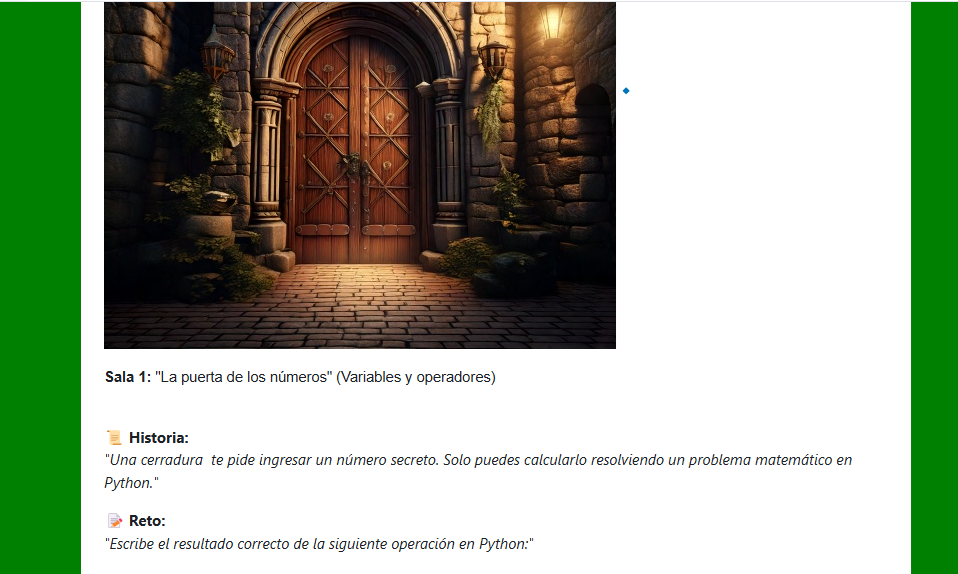 Sala 1: "La puerta de los números" (Variables y operadores)
📜 Historia:
"Una cerradura  te pide ingresar un número secreto. Solo puedes calcularlo resolviendo un problema matemático en
Python."
📝 Reto:
"Escribe el resultado correcto de la siguiente operación en Python:"